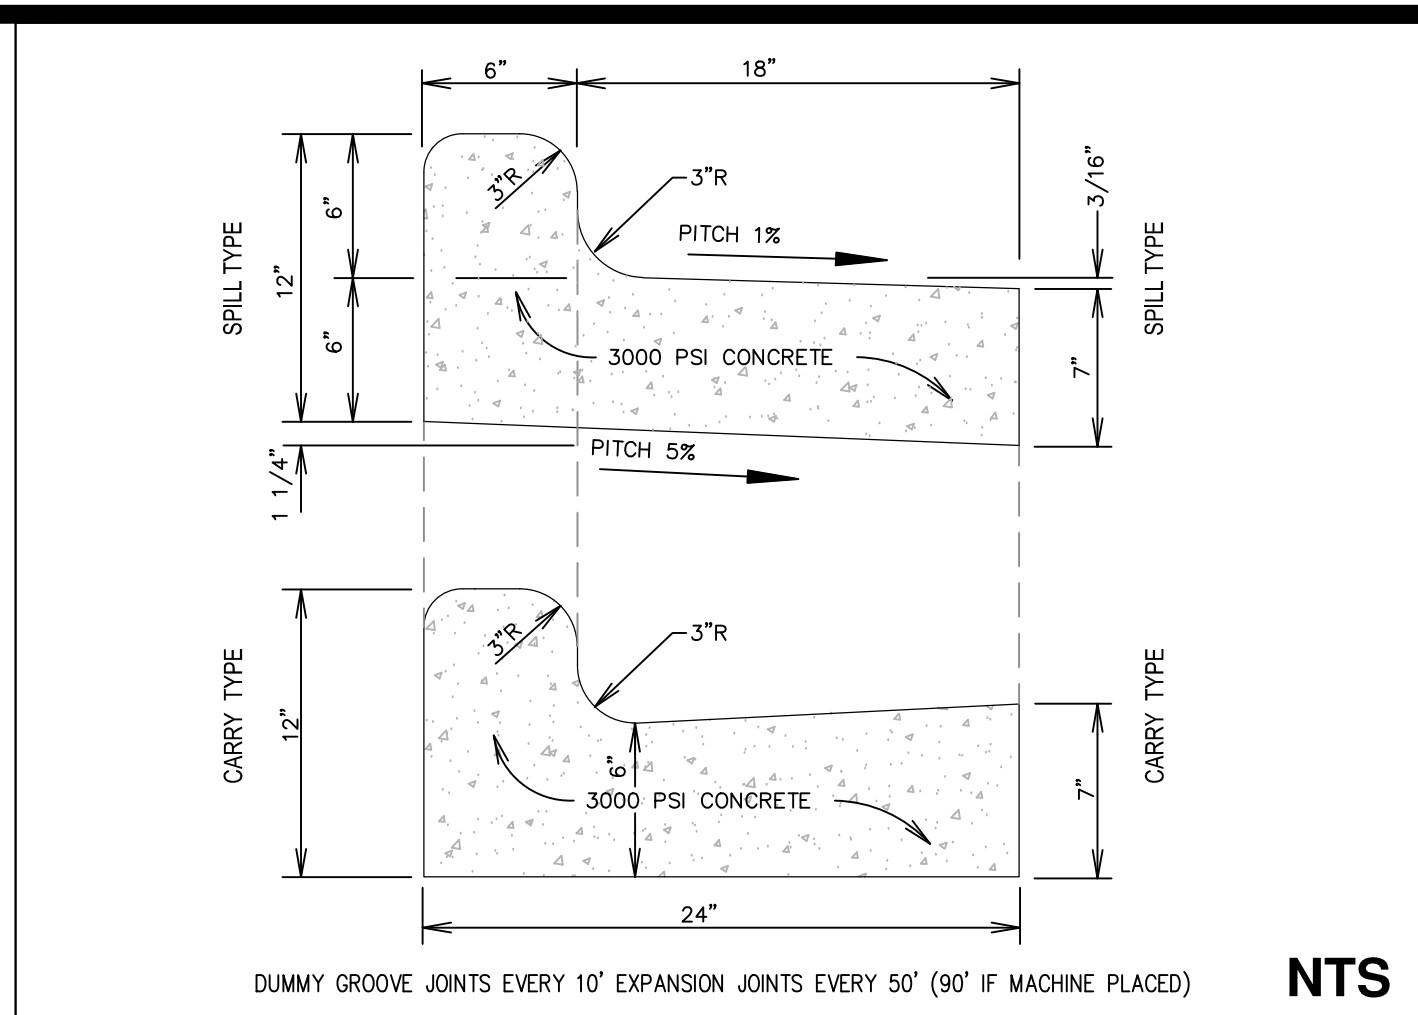 6”
18”
3”R
3”R
3/16”
PITCH 1%
SPILL TYPE
12”
6”
6”
SPILL TYPE
3000 PSI CONCRETE
7”
PITCH 5%
1 1/4”
3”R
3”R
CARRY TYPE
12”
6”
3000 PSI CONCRETE
7”
CARRY TYPE
24”
DUMMY GROOVE JOINTS EVERY 10’ EXPANSION JOINTS EVERY 50’ (90’ IF MACHINE PLACED)
NTS